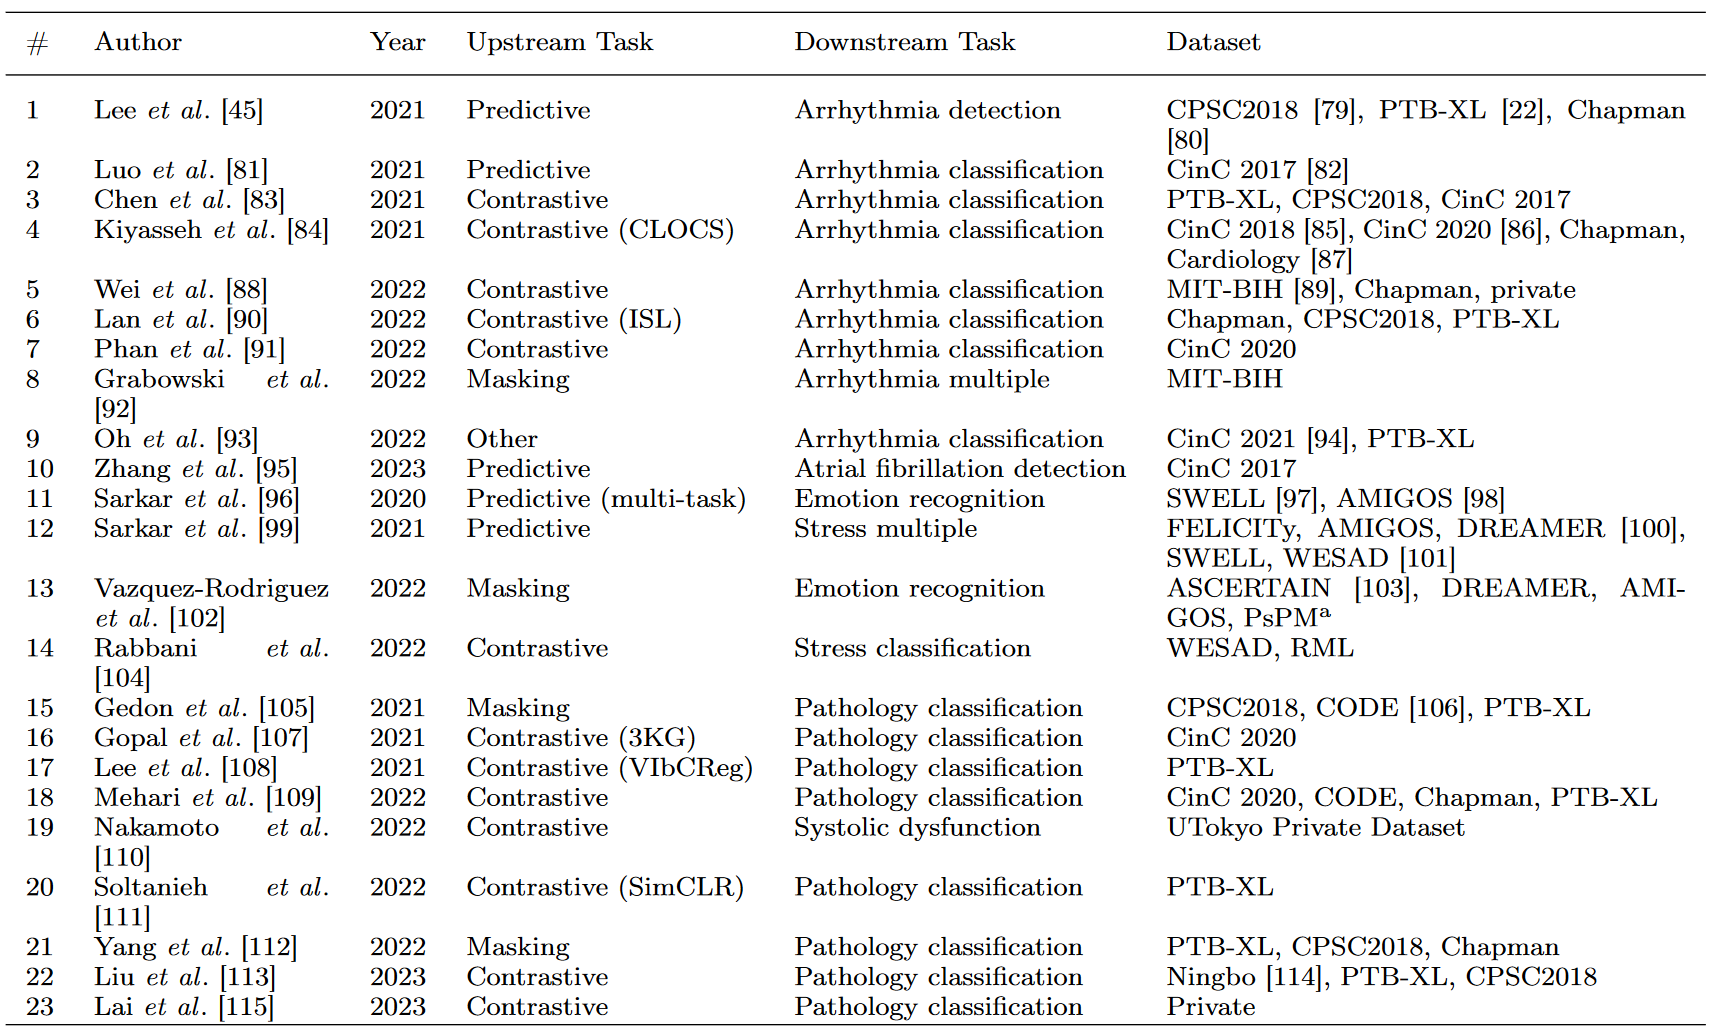 # Author Year Upstream Task Downstream Task Dataset
1 Lee et al. [45] 2021 Predictive Arrhythmia detection CPSC2018 [79], PTB-XL [22], Chapman
[80]
2 Luo et al. [81] 2021 Predictive Arrhythmia classification CinC 2017 [82]
3 Chen et al. [83] 2021 Contrastive Arrhythmia classification PTB-XL, CPSC2018, CinC 2017
4 Kiyasseh et al. [84] 2021 Contrastive (CLOCS) Arrhythmia classification CinC 2018 [85], CinC 2020 [86], Chapman,
Cardiology [87]
5 Wei et al. [88] 2022 Contrastive Arrhythmia classification MIT-BIH [89], Chapman, private
6 Lan et al. [90] 2022 Contrastive (ISL) Arrhythmia classification Chapman, CPSC2018, PTB-XL
7 Phan et al. [91] 2022 Contrastive Arrhythmia classification CinC 2020
8 Grabowski et al. 2022 Masking Arrhythmia multiple MIT-BIH
[92]
9 Oh et al. [93] 2022 Other Arrhythmia classification CinC 2021 [94], PTB-XL
10 Zhang et al. [95] 2023 Predictive Atrial fibrillation detection CinC 2017
11 Sarkar et al. [96] 2020 Predictive (multi-task) Emotion recognition SWELL [97], AMIGOS [98]
12 Sarkar et al. [99] 2021 Predictive Stress multiple FELICITy, AMIGOS, DREAMER [100],
SWELL, WESAD [101]
13 Vazquez-Rodriguez 2022 Masking Emotion recognition ASCERTAIN [103], DREAMER, AMI-
et al. [102] GOS, PsPMᵃ
14 Rabbani et al. 2022 Contrastive Stress classification WESAD, RML
[104]
15 Gedon et al. [105] 2021 Masking Pathology classification CPSC2018, CODE [106], PTB-XL
16 Gopal et al. [107] 2021 Contrastive (3KG) Pathology classification CinC 2020
17 Lee et al. [108] 2021 Contrastive (VIbCReg) Pathology classification PTB-XL
18 Mehari et al. [109] 2022 Contrastive Pathology classification CinC 2020, CODE, Chapman, PTB-XL
19 Nakamoto et al. 2022 Contrastive Systolic dysfunction UTokyo Private Dataset
[110]
20 Soltanieh et al. 2022 Contrastive (SimCLR) Pathology classification PTB-XL
[111]
21 Yang et al. [112] 2022 Masking Pathology classification PTB-XL, CPSC2018, Chapman
22 Liu et al. [113] 2023 Contrastive Pathology classification Ningbo [114], PTB-XL, CPSC2018
23 Lai et al. [115] 2023 Contrastive Pathology classification Private